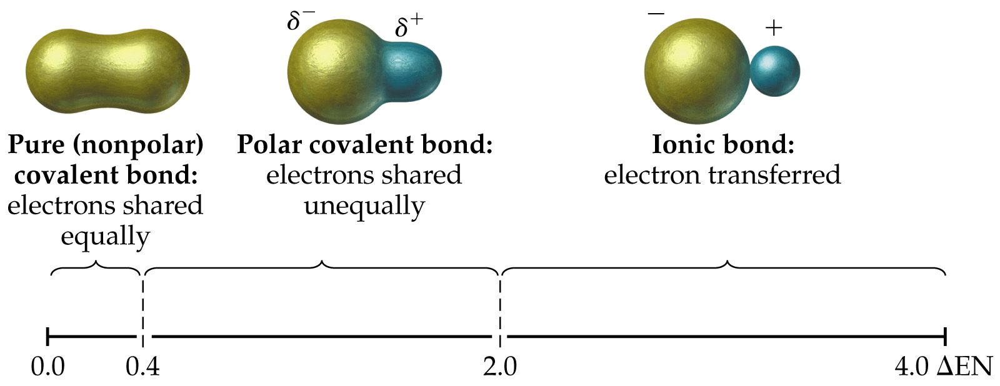 δ− δ+ − +
Pure (nonpolar)
covalent bond:
electrons shared
equally
Polar covalent bond:
electrons shared
unequally
Ionic bond:
electron transferred
0.0 0.4 2.0 4.0 ΔEN